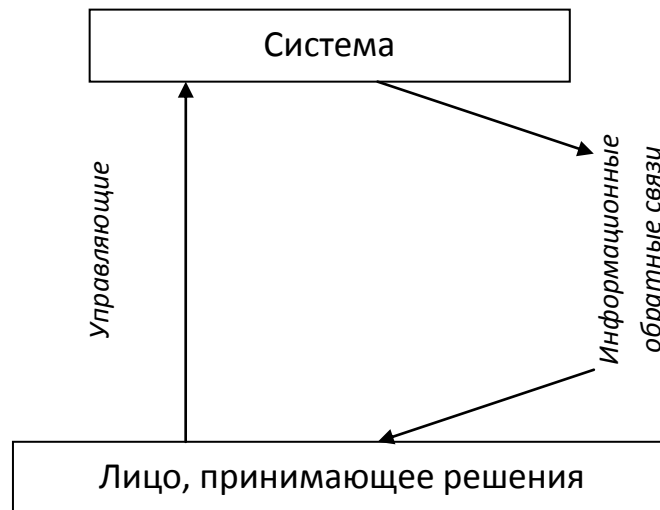 Система
Управляющие
Информационные
обратные связи
Лицо, принимающее решения